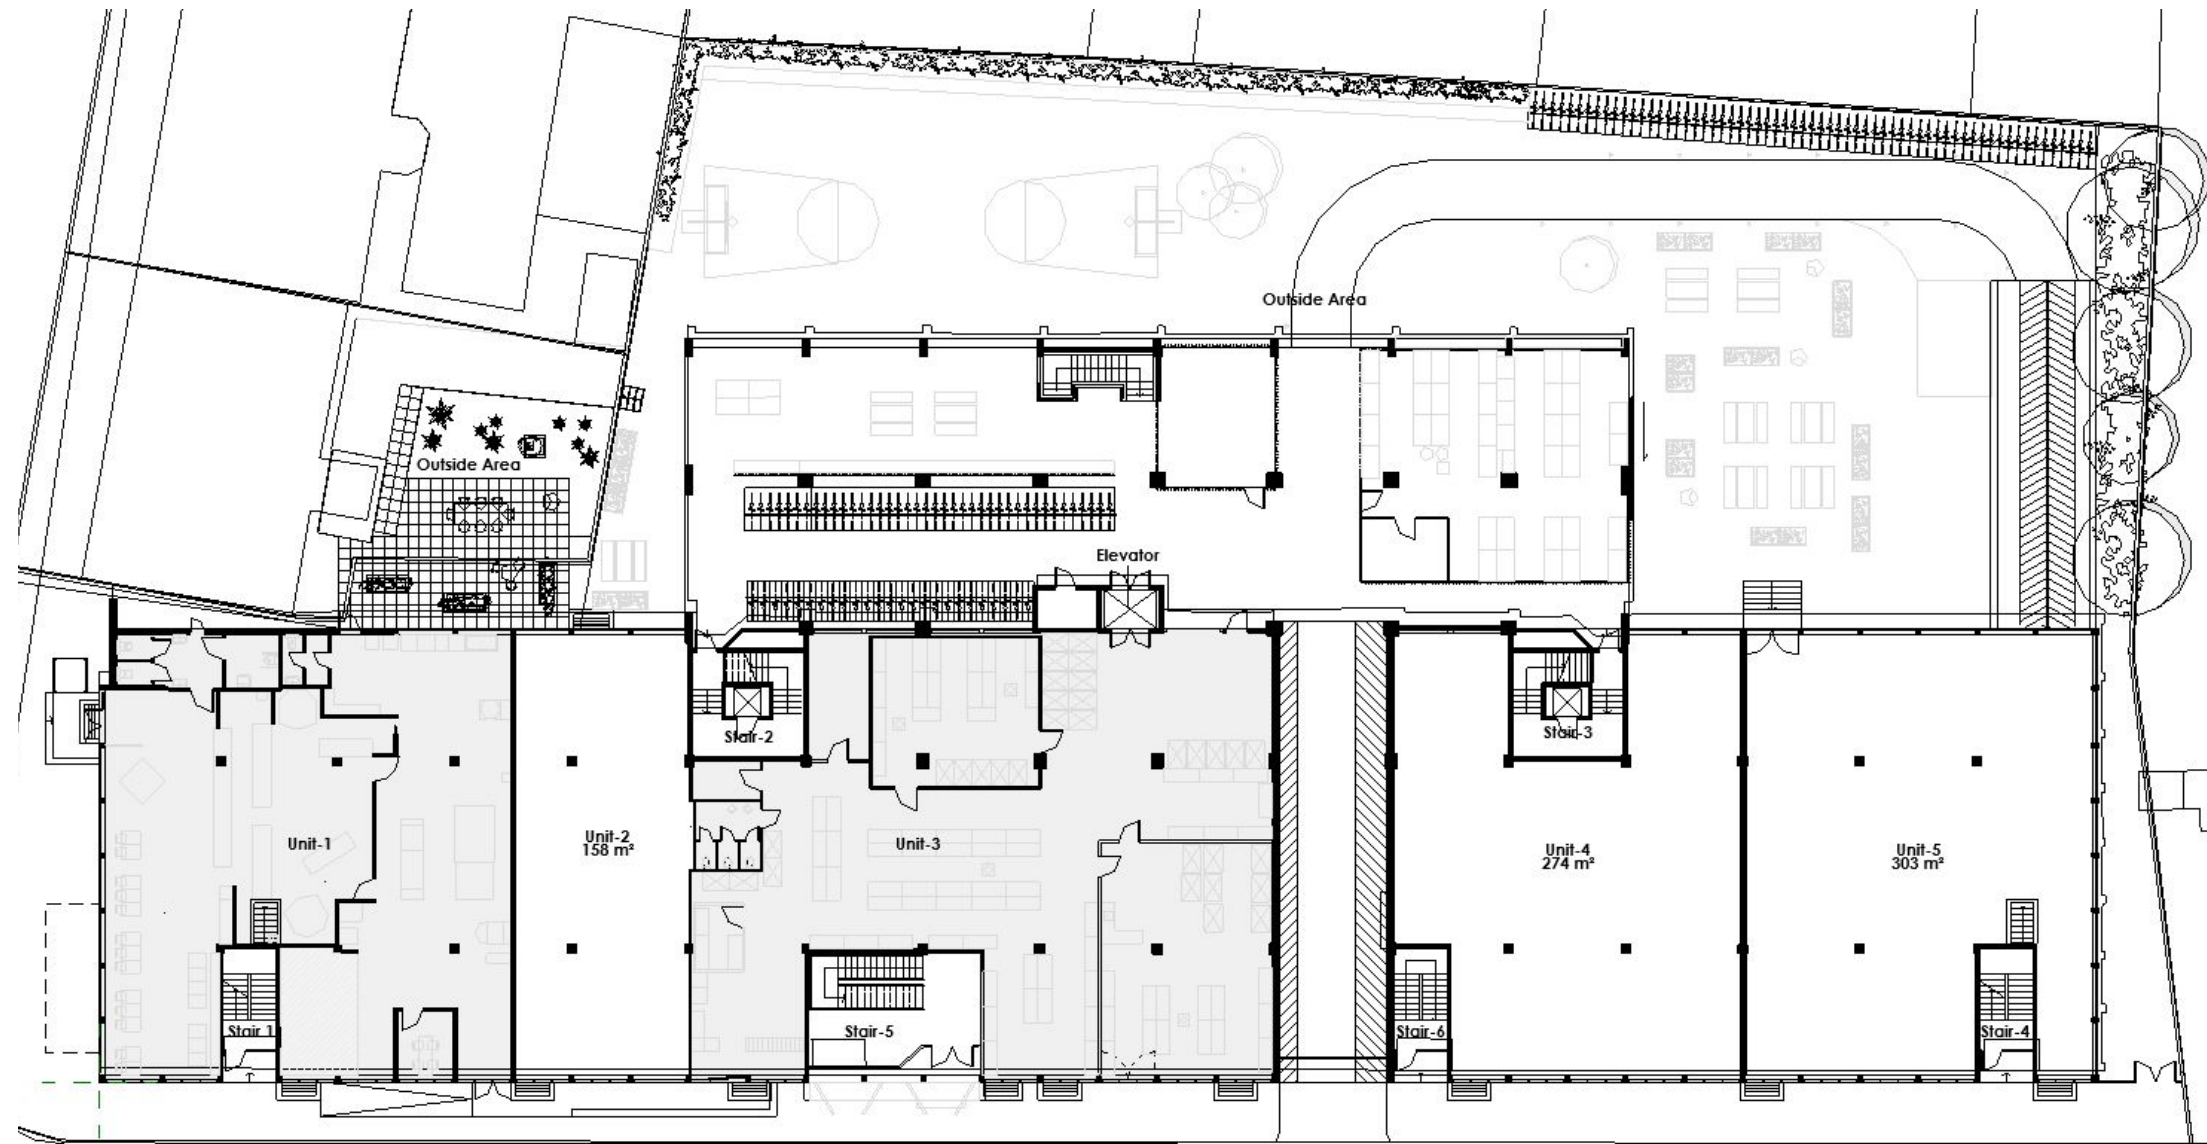 Outside Area
Outside Area
Elevator
Stair-2
Stair-3
Unit-1
Unit-2
158 m²
Unit-3
Unit-4
274 m²
Unit-5
303 m²
Stair 1
Stair-5
Stair-6
Stair-4